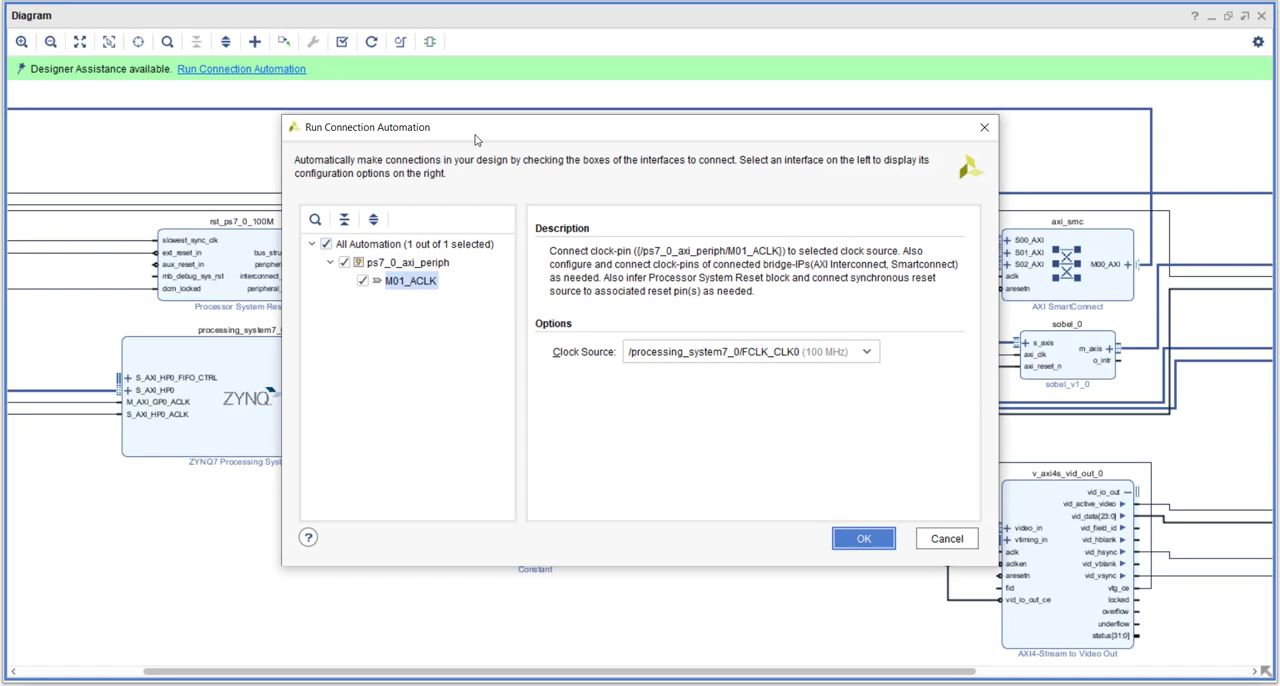 Diagram
Designer Assistance available. Run Connection Automation
Run Connection Automation
Automatically make connections in your design by checking the boxes of the interfaces to connect. Select an interface on the left to display its
configuration options on the right.
All Automation (1 out of 1 selected)
ps7_0_axi_periph
M01_ACLK
Description
Connect clock-pin ({/ps7_0_axi_periph/M01_ACLK}) to selected clock source. Also
configure and connect clock-pins of connected bridge-IPs(AXI Interconnect, Smartconnect)
as needed. Also infer Processor System Reset block and connect synchronous reset
source to associated reset pin(s) as needed.
Options
Clock Source: /processing_system7_0/FCLK_CLK0 (100 MHz)
OK
Cancel
rst_ps7_0_100M
slowest_sync_clk
ext_reset_in
bus_stru
aux_reset_in
periphe
mb_debug_sys_rst
interconnect_
dcm_locked
peripheral_
Processor System Res
processing_system7_
S_AXI_HP0_FIFO_CTRL
S_AXI_HP0
M_AXI_GP0_ACLK
S_AXI_HP0_ACLK
ZYNQ
ZYNQ7 Processing Syst
Constant
axi_smc
S00_AXI
S01_AXI
S02_AXI
M00_AXI
aclk
aresetn
AXI SmartConnect
sobel_0
s_axis
m_axis
axi_clk
o_intr
axi_reset_n
sobel_v1_0
v_axi4s_vid_out_0
vid_io_out
vid_active_video
vid_data[23:0]
video_in
vid_field_id
vtiming_in
vid_hblank
aclk
vid_hsync
aclken
vid_vblank
aresetn
vid_vsync
fid
vtg_ce
vid_io_out_ce
locked
overflow
underflow
status[31:0]
AXI4-Stream to Video Out